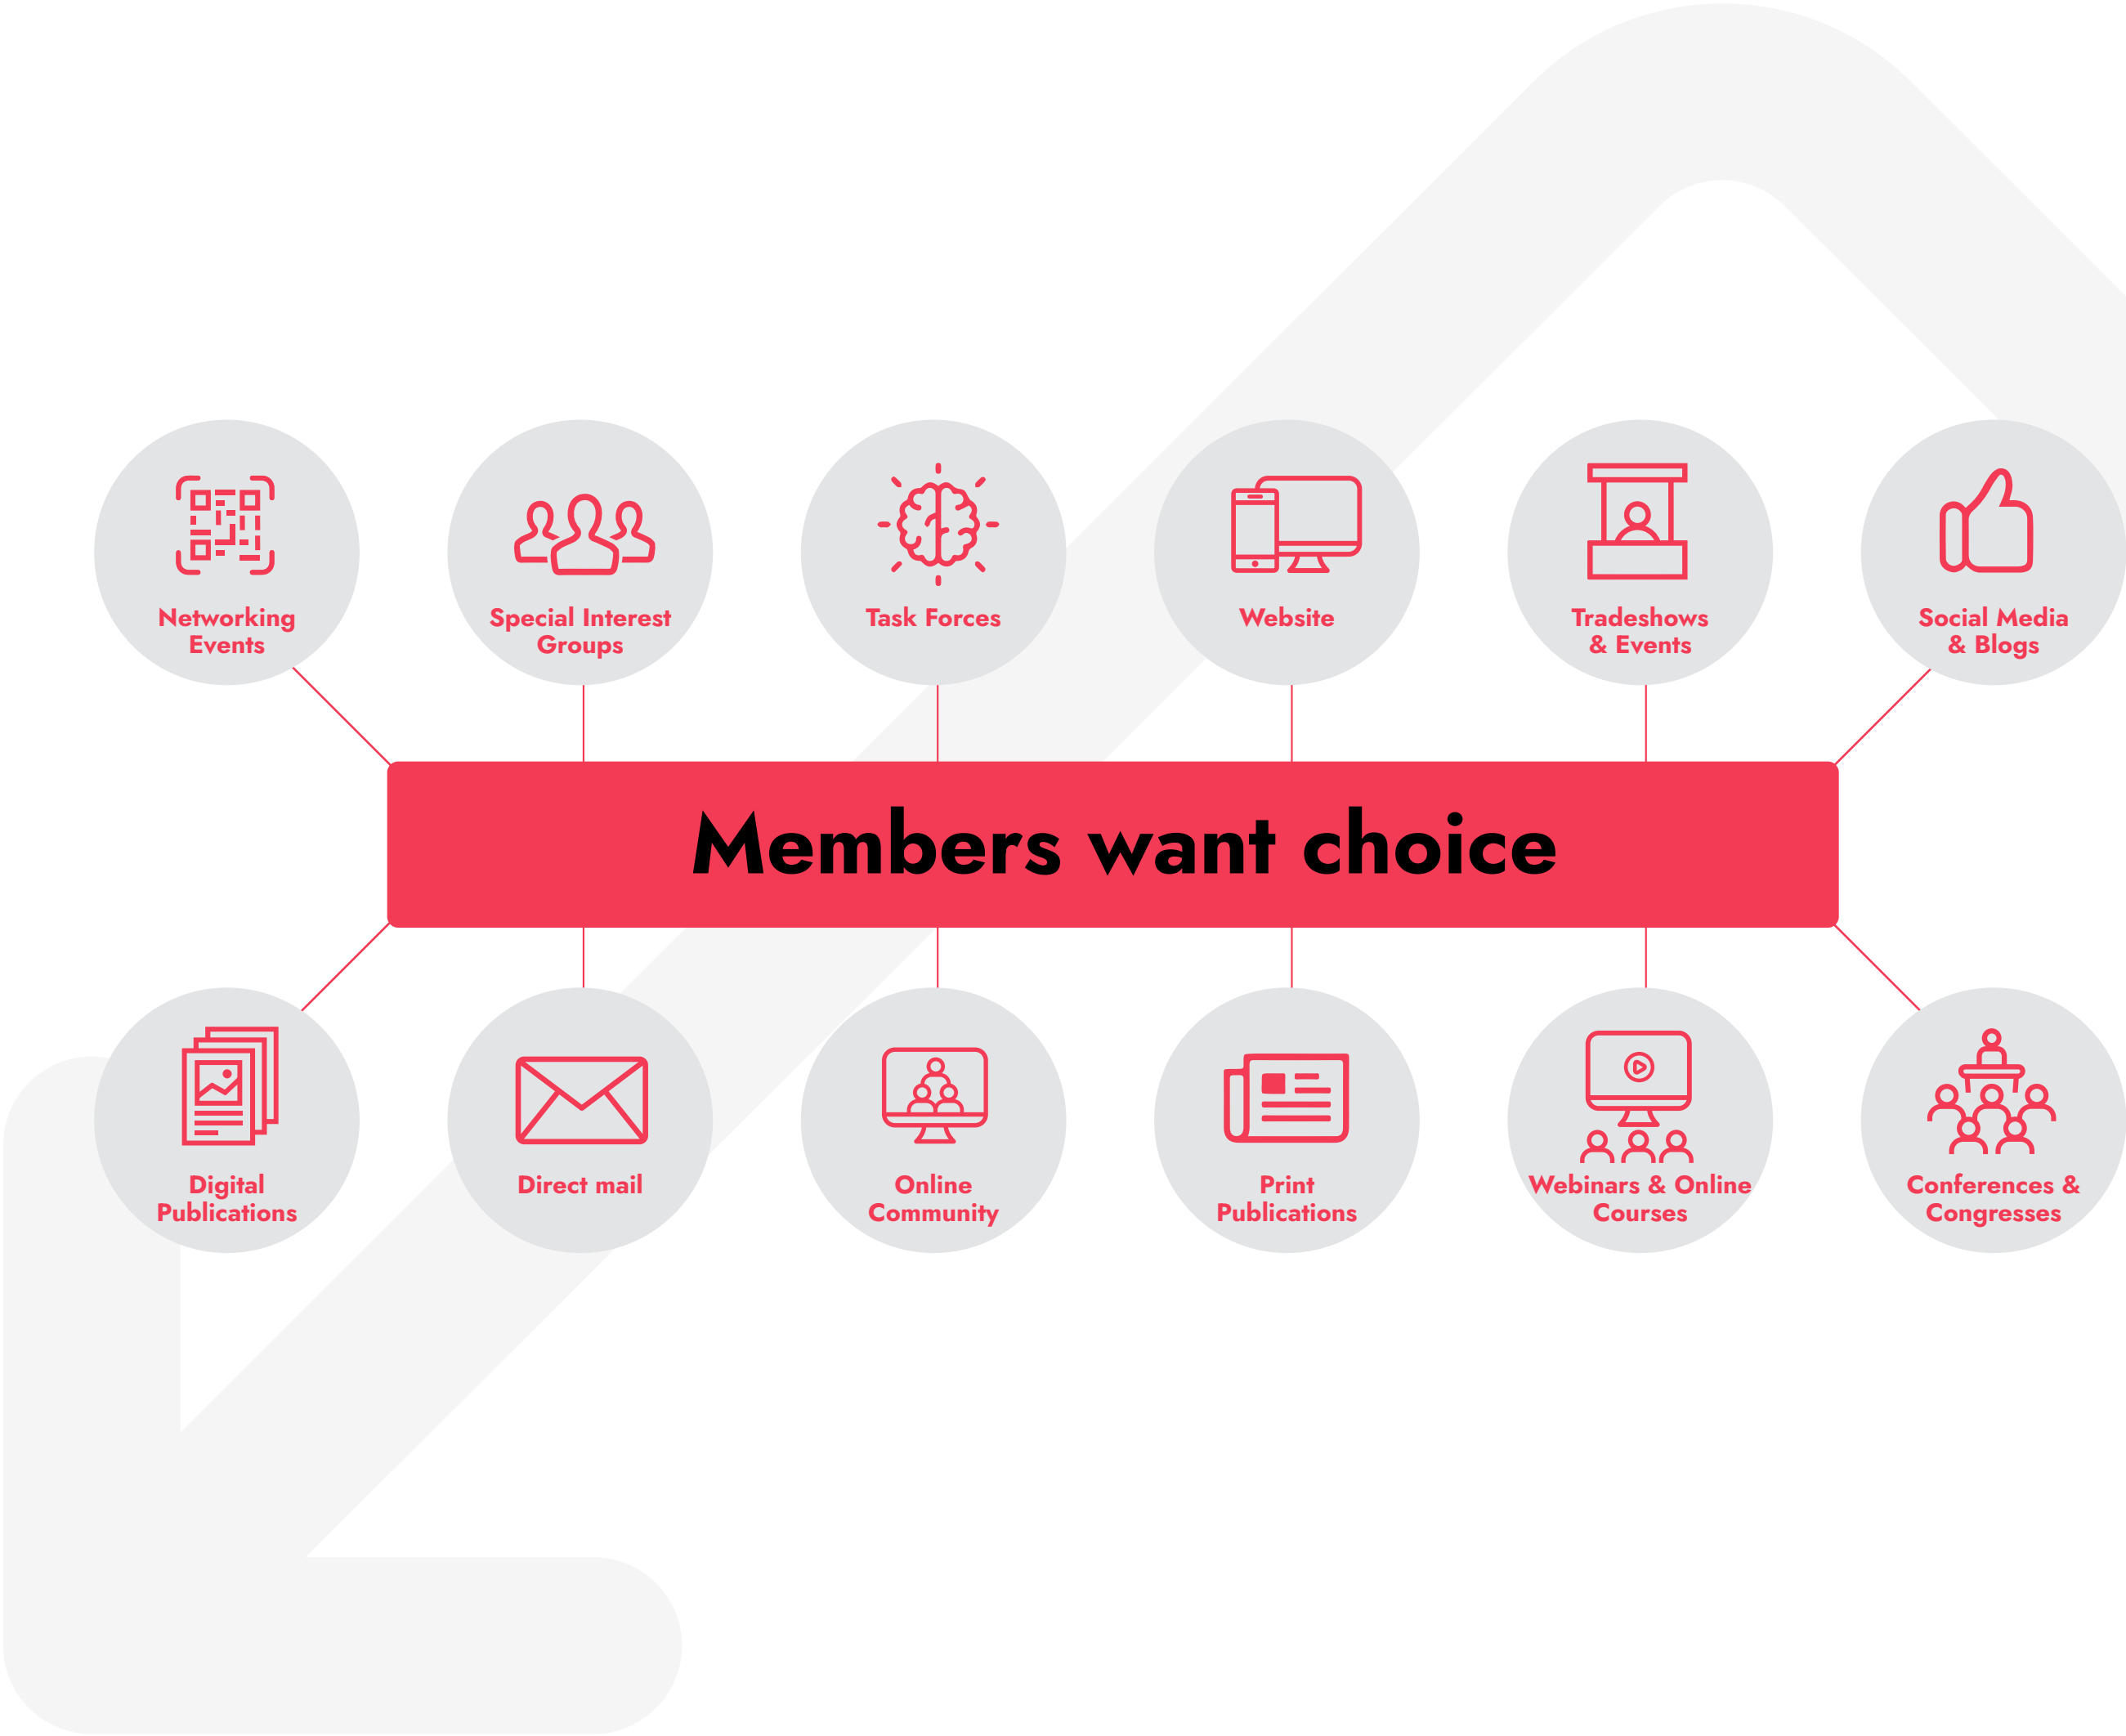 Networking
Events
Special Interest
Groups
Task Forces
Website
Tradeshows
& Events
Social Media
& Blogs
Members want choice
Digital
Publications
Direct mail
Online
Community
Print
Publications
Webinars & Online
Courses
Conferences &
Congresses